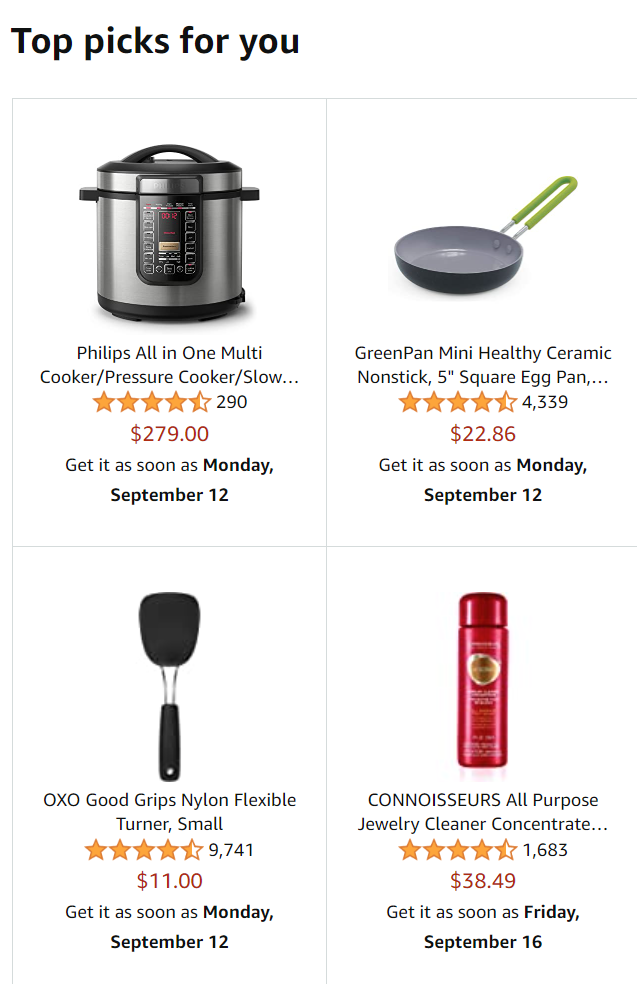 Top picks for you
Philips All in One Multi
Cooker/Pressure Cooker/Slow…
290
$279.00
Get it as soon as Monday,
September 12
GreenPan Mini Healthy Ceramic
Nonstick, 5" Square Egg Pan,…
4,339
$22.86
Get it as soon as Monday,
September 12
OXO Good Grips Nylon Flexible
Turner, Small
9,741
$11.00
Get it as soon as Monday,
September 12
CONNOISSEURS All Purpose
Jewelry Cleaner Concentrate…
1,683
$38.49
Get it as soon as Friday,
September 16